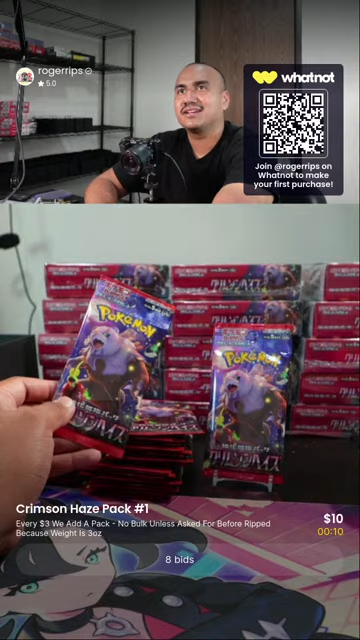 rogerrips
5.0
whatnot
Join @rogerrips on
Whatnot to make
your first purchase!
Pokémon
Pokémon
クリムゾンヘイズ
クリムゾンヘイズ
Crimson Haze Pack #1
$10
Every $3 We Add A Pack - No Bulk Unless Asked For Before Ripped
Because Weight Is 3oz
00:10
8 bids